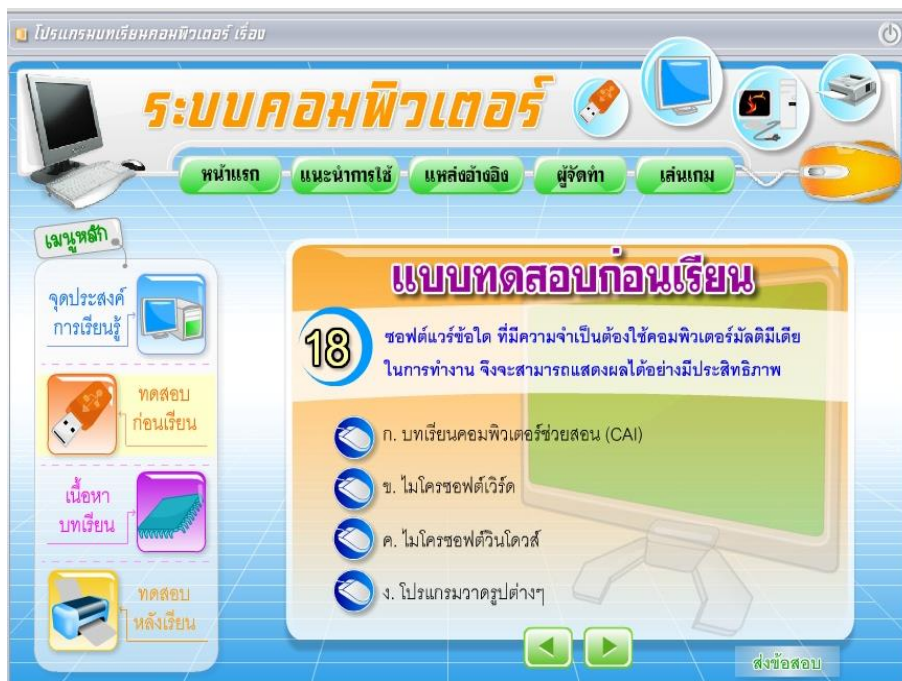 โปรแกรมบทเรียนคอมพิวเตอร์ เรื่อง
ระบบคอมพิวเตอร์
หน้าแรก
แนะนำการใช้
แหล่งอ้างอิง
ผู้จัดทำ
เล่นเกม
เมนูหลัก
จุดประสงค์
การเรียนรู้
ทดสอบ
ก่อนเรียน
เนื้อหา
บทเรียน
ทดสอบ
หลังเรียน
แบบทดสอบก่อนเรียน
18
ซอฟต์แวร์ข้อใด ที่มีความจำเป็นต้องใช้คอมพิวเตอร์มัลติมีเดีย
ในการทำงาน จึงจะสามารถแสดงผลได้อย่างมีประสิทธิภาพ
ก. บทเรียนคอมพิวเตอร์ช่วยสอน (CAI)
ข. ไมโครซอฟต์เวิร์ด
ค. ไมโครซอฟต์วินโดวส์
ง. โปรแกรมวาดรูปต่างๆ
ส่งข้อสอบ